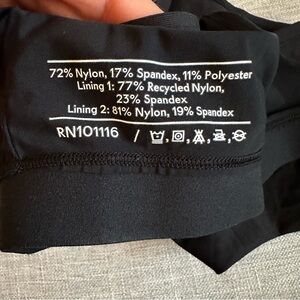 72% Nylon, 17% Spandex, 11% Polyester
Lining 1: 77% Recycled Nylon,
23% Spandex
Lining 2: 81% Nylon, 19% Spandex
RN101116 /